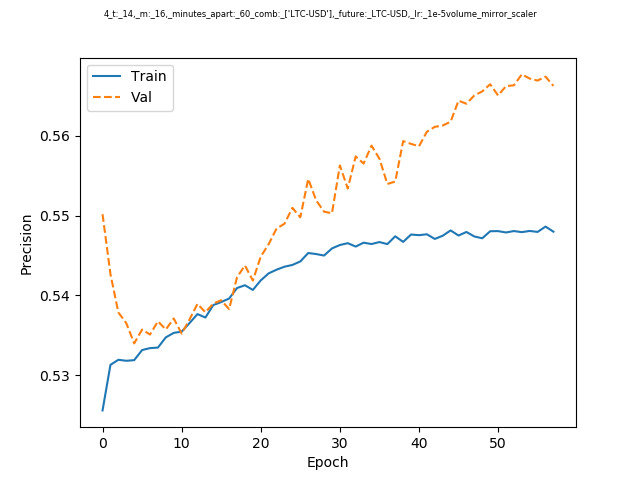 4_t:_14,_m:_16,_minutes_apart:_60_comb:_['LTC-USD'],_future:_LTC-USD,_lr:_1e-5volume_mirror_scaler
Train
Val
0.56
0.55
0.54
0.53
Precision
0 10 20 30 40 50
Epoch